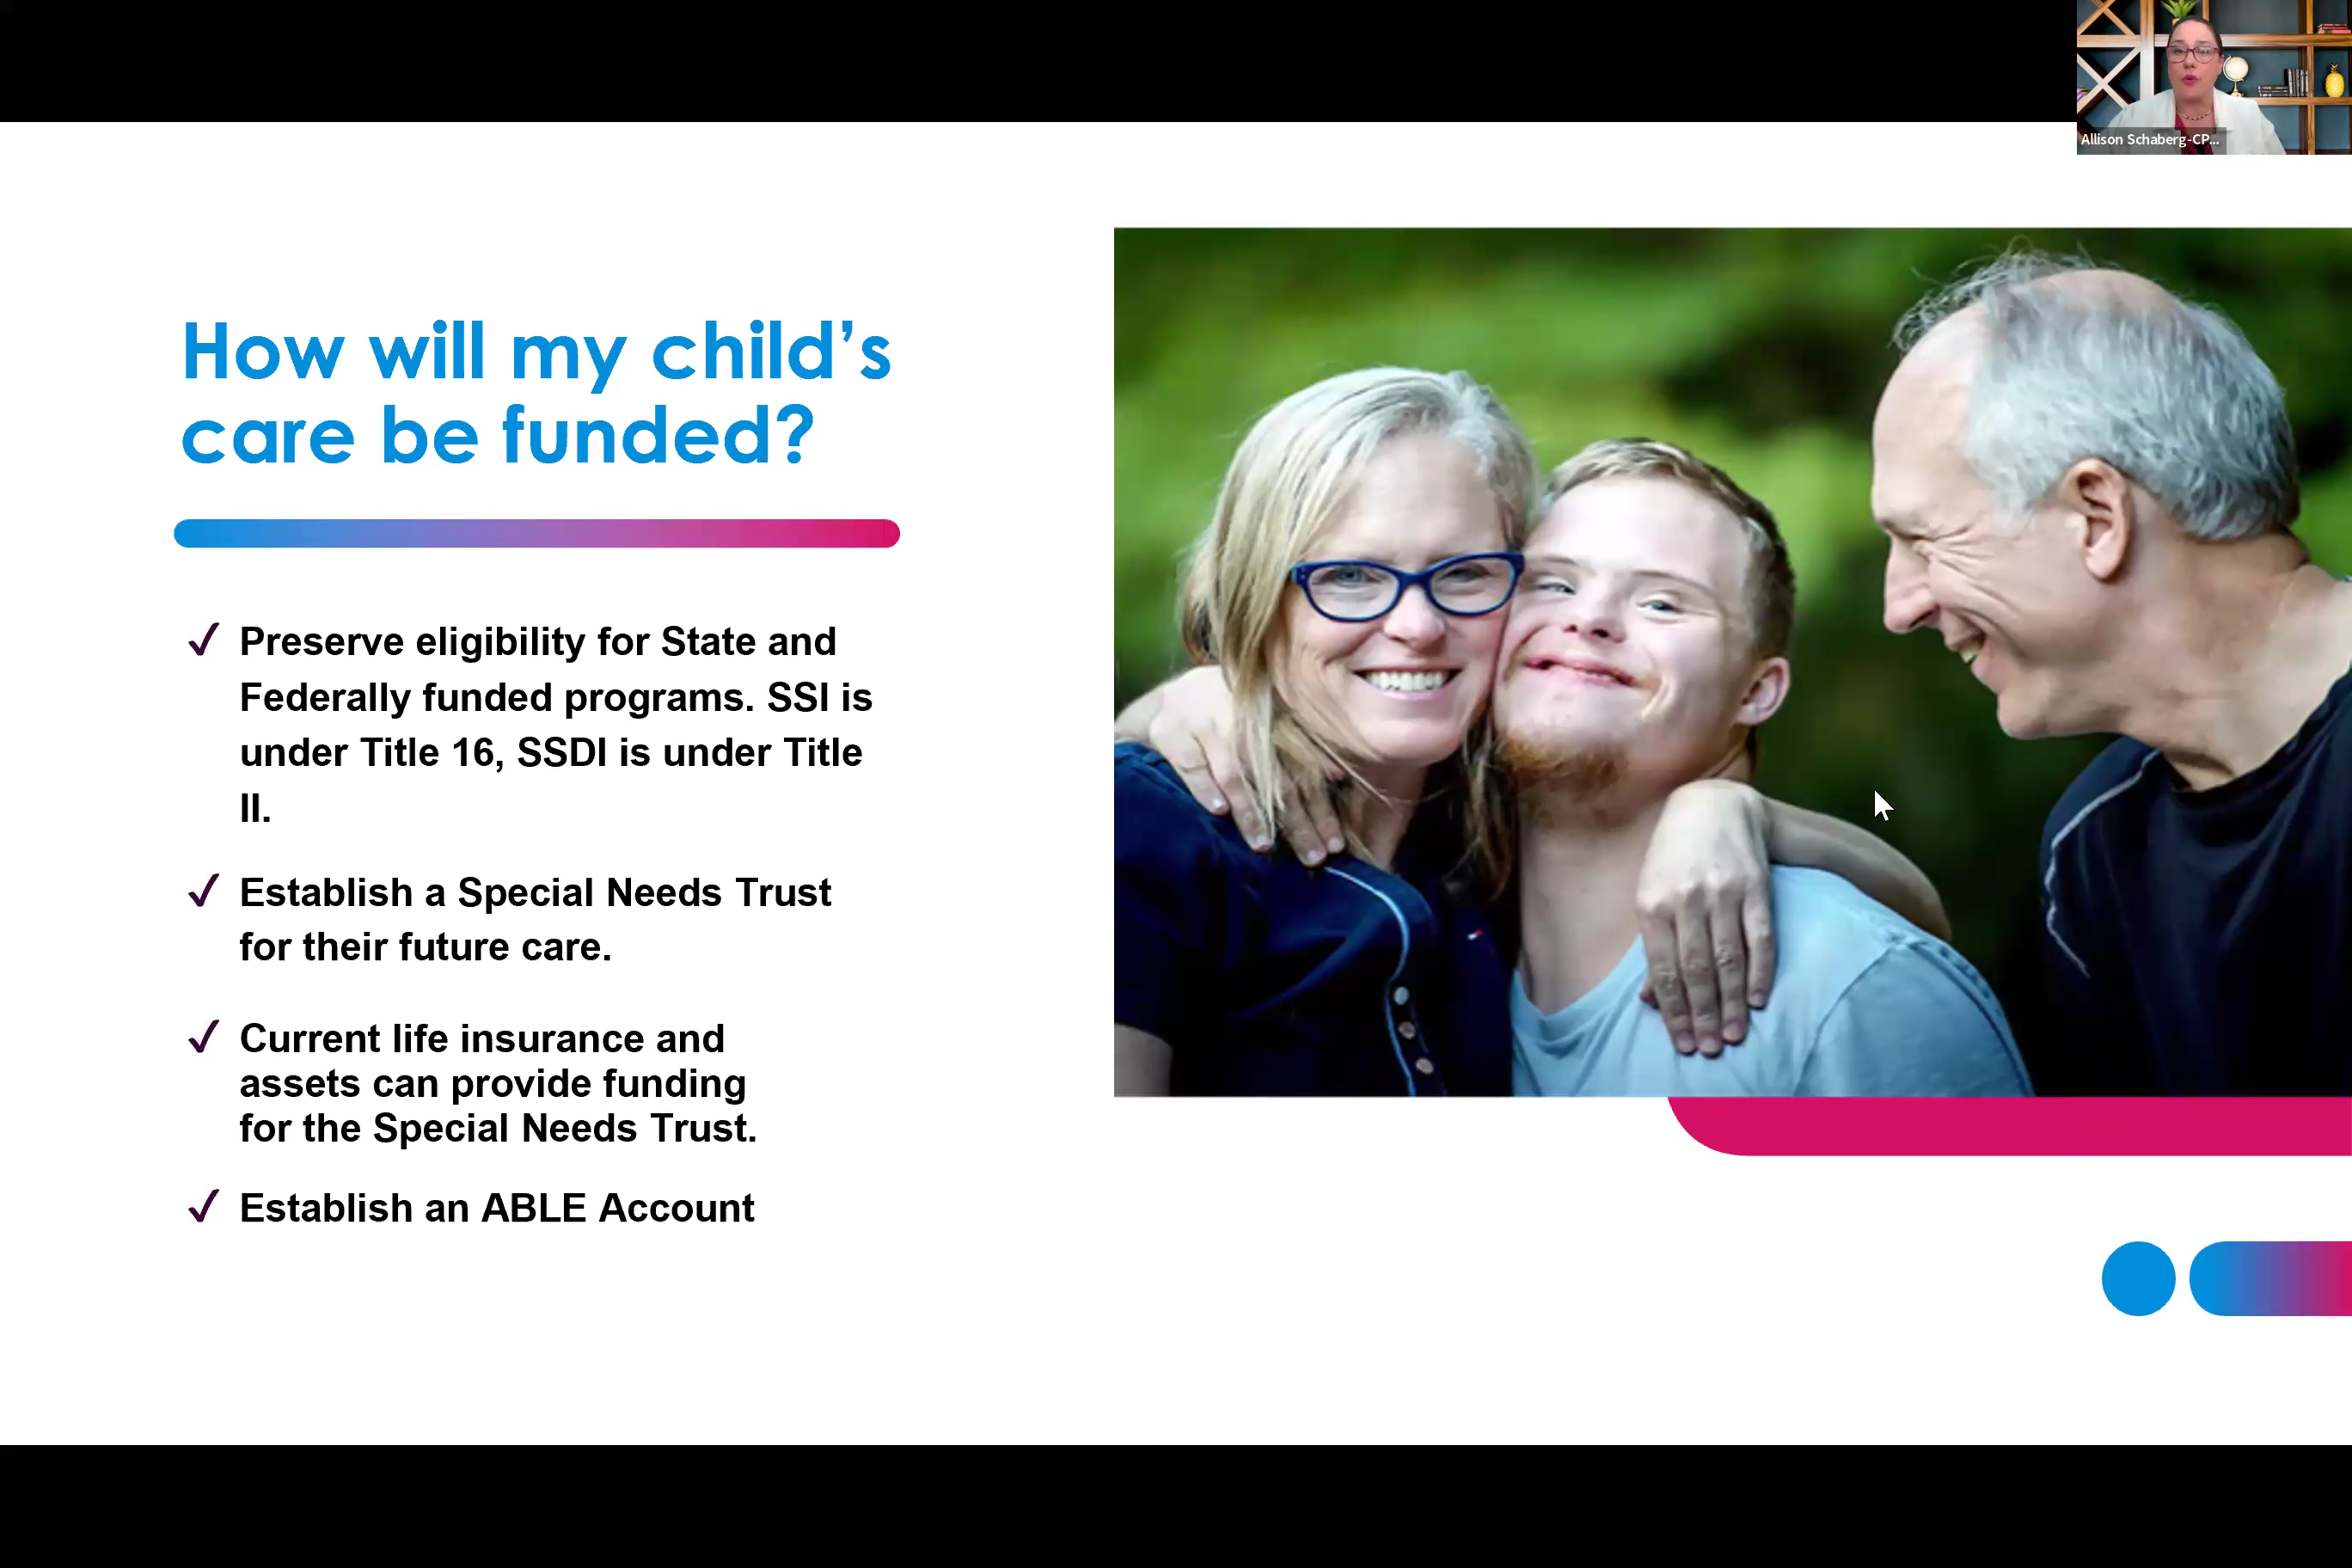 Allison Schaberg-CP...
How will my child’s
care be funded?
✓ Preserve eligibility for State and
Federally funded programs. SSI is
under Title 16, SSDI is under Title
II.
✓ Establish a Special Needs Trust
for their future care.
✓ Current life insurance and
assets can provide funding
for the Special Needs Trust.
✓ Establish an ABLE Account